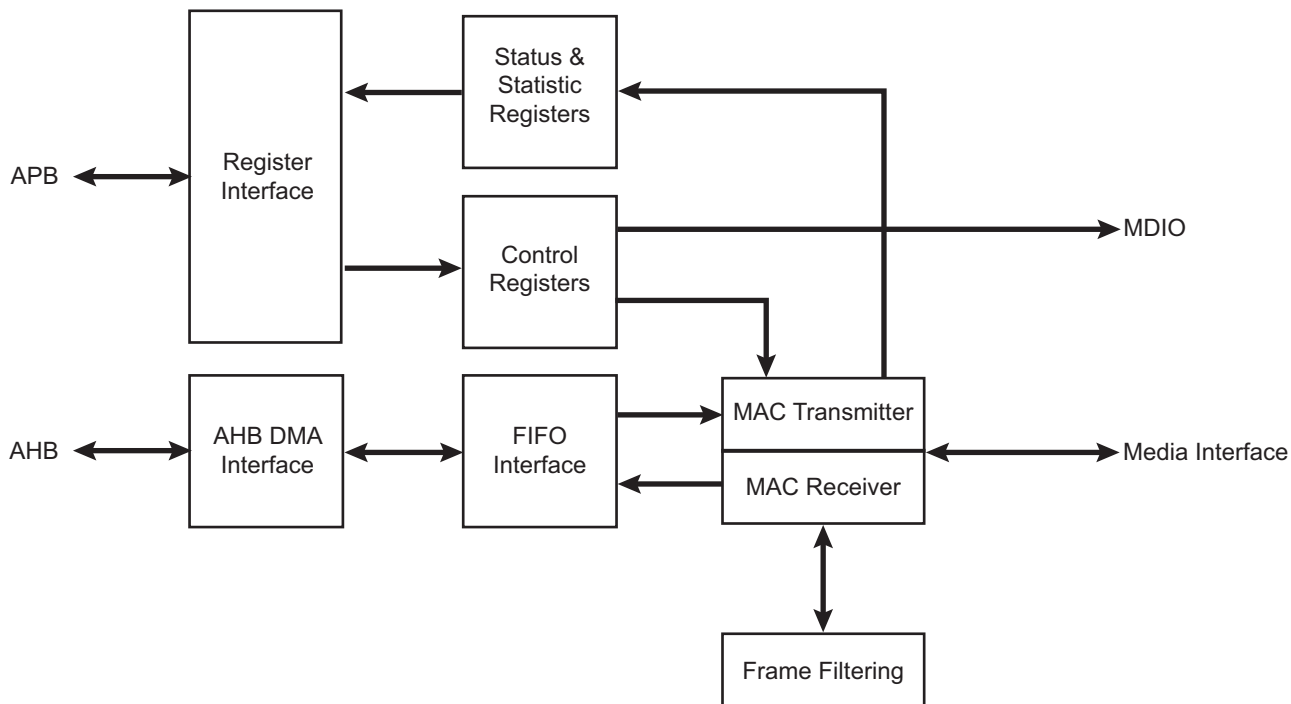 Status &
Statistic
Registers
APB
Register
Interface
MDIO
Control
Registers
MAC Transmitter
AHB
AHB DMA
Interface
FIFO
Interface
Media Interface
MAC Receiver
Frame Filtering